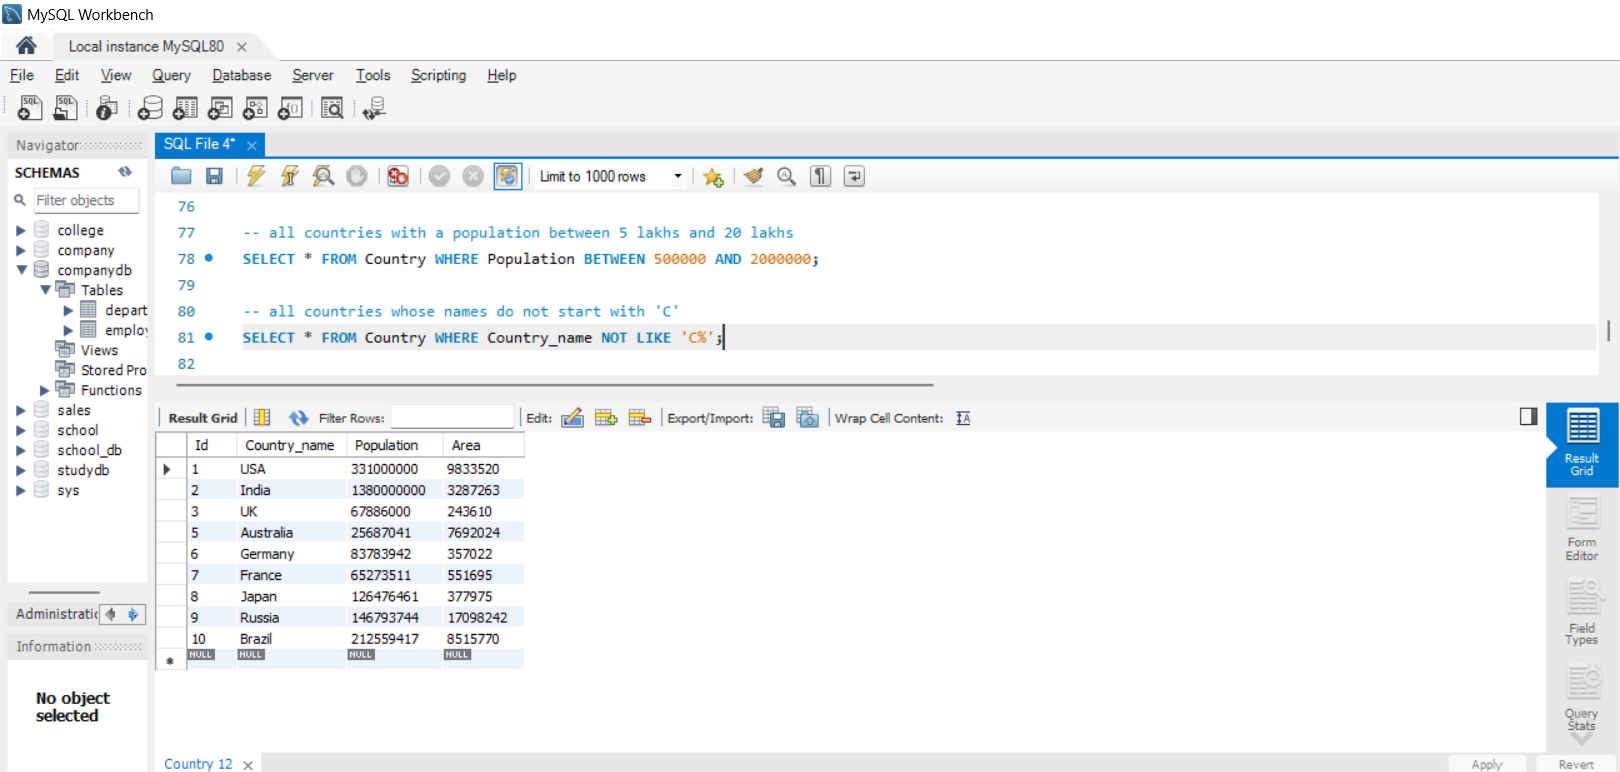 MySQL Workbench
Local instance MySQL80
File Edit View Query Database Server Tools Scripting Help
Navigator
SQL File 4*
SCHEMAS
Limit to 1000 rows
Filter objects
college
company
companydb
Tables
depart
employ
Views
Stored Pro
Functions
sales
school
school_db
studydb
sys
Administratio
Information
No object
selected
76
77 -- all countries with a population between 5 lakhs and 20 lakhs
78 SELECT * FROM Country WHERE Population BETWEEN 500000 AND 2000000;
79
80 -- all countries whose names do not start with 'C'
81 SELECT * FROM Country WHERE Country_name NOT LIKE 'C%';
82
Result Grid Filter Rows: Edit: Export/Import: Wrap Cell Content:
Id Country_name Population Area
1 USA 331000000 9833520
2 India 1380000000 3287263
3 UK 67886000 243610
5 Australia 25687041 7692024
6 Germany 83783942 357022
7 France 65273511 551695
8 Japan 126476461 377975
9 Russia 146793744 17098242
10 Brazil 212559417 8515770
NULL NULL NULL NULL
Result
Grid
Form
Editor
Field
Types
Query
Stats
Country 12
Apply Revert